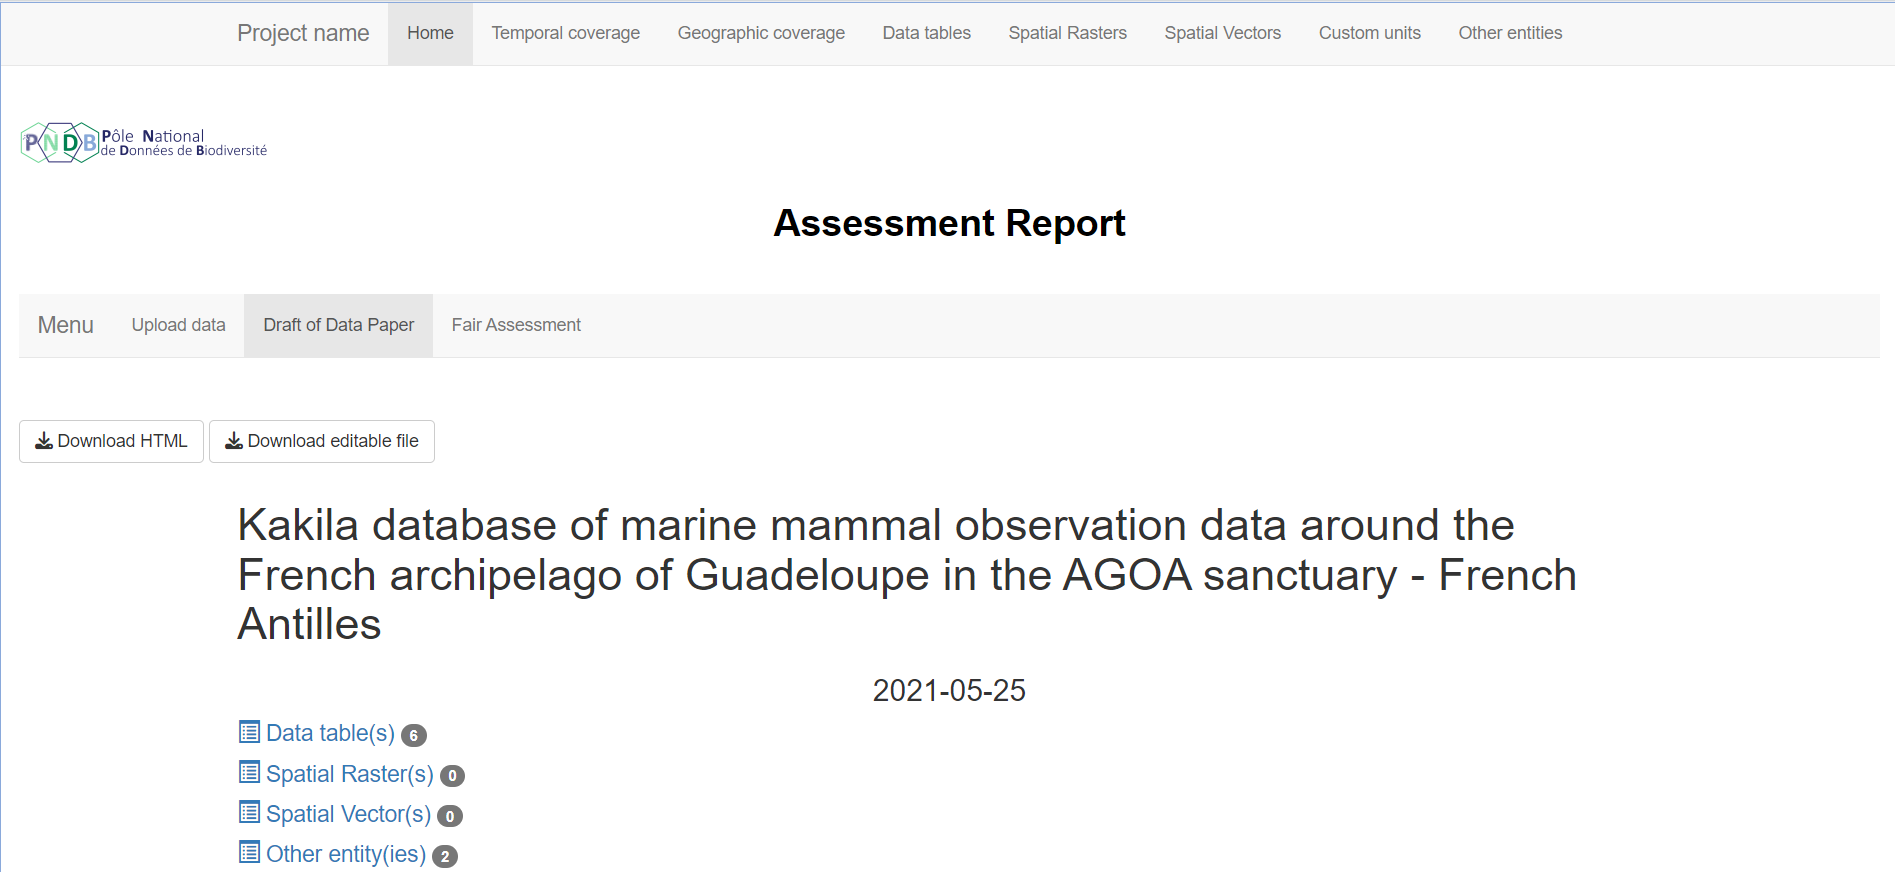 Project name Home Temporal coverage Geographic coverage Data tables Spatial Rasters Spatial Vectors Custom units Other entities
PNDB Pôle National
de Données de Biodiversité
Assessment Report
Menu Upload data Draft of Data Paper Fair Assessment
Download HTML Download editable file
Kakila database of marine mammal observation data around the
French archipelago of Guadeloupe in the AGOA sanctuary - French
Antilles
2021-05-25
Data table(s) 6
Spatial Raster(s) 0
Spatial Vector(s) 0
Other entity(ies) 2